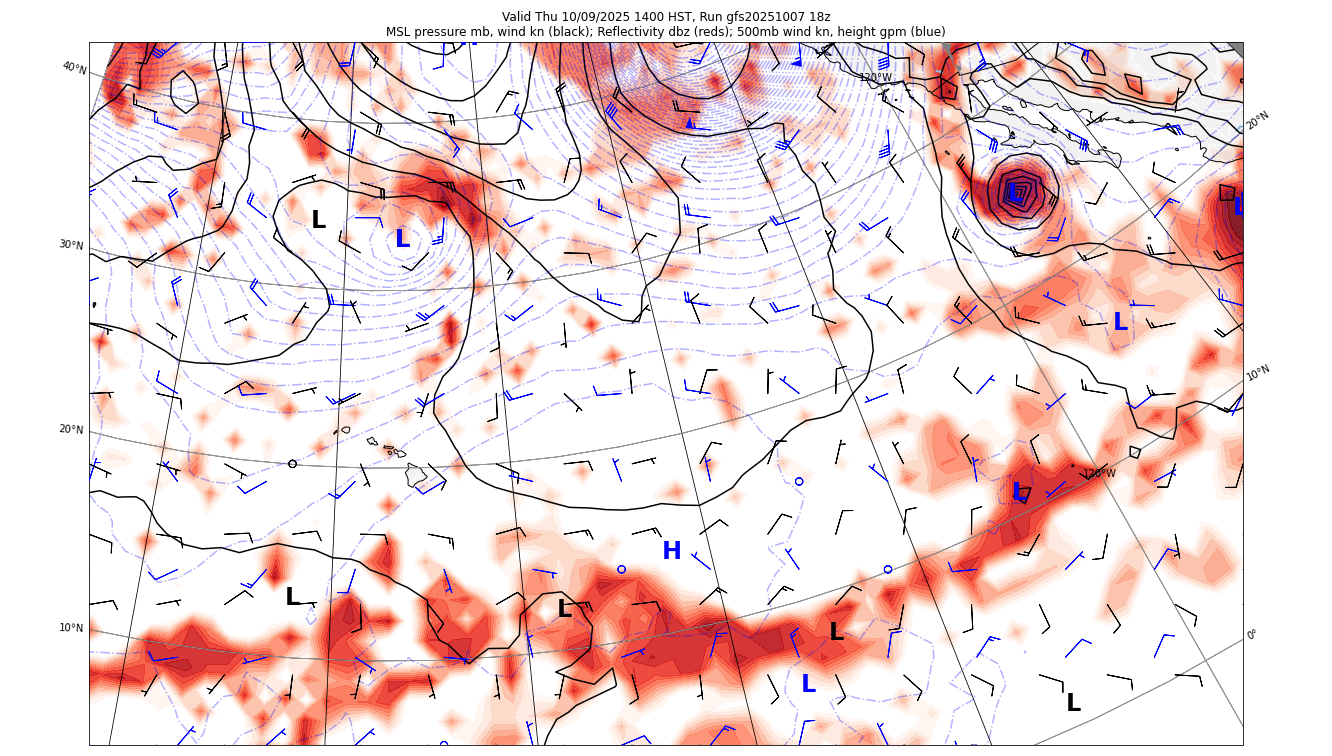 Valid Thu 10/09/2025 1400 HST, Run gfs20251007 18z
MSL pressure mb, wind kn (black); Reflectivity dbz (reds); 500mb wind kn, height gpm (blue)
40°N
120°W
20°N
L
L
L
L
30°N
L
L
10°N
20°N
120°W
L
H
L
L
10°N
L
0°
L
L